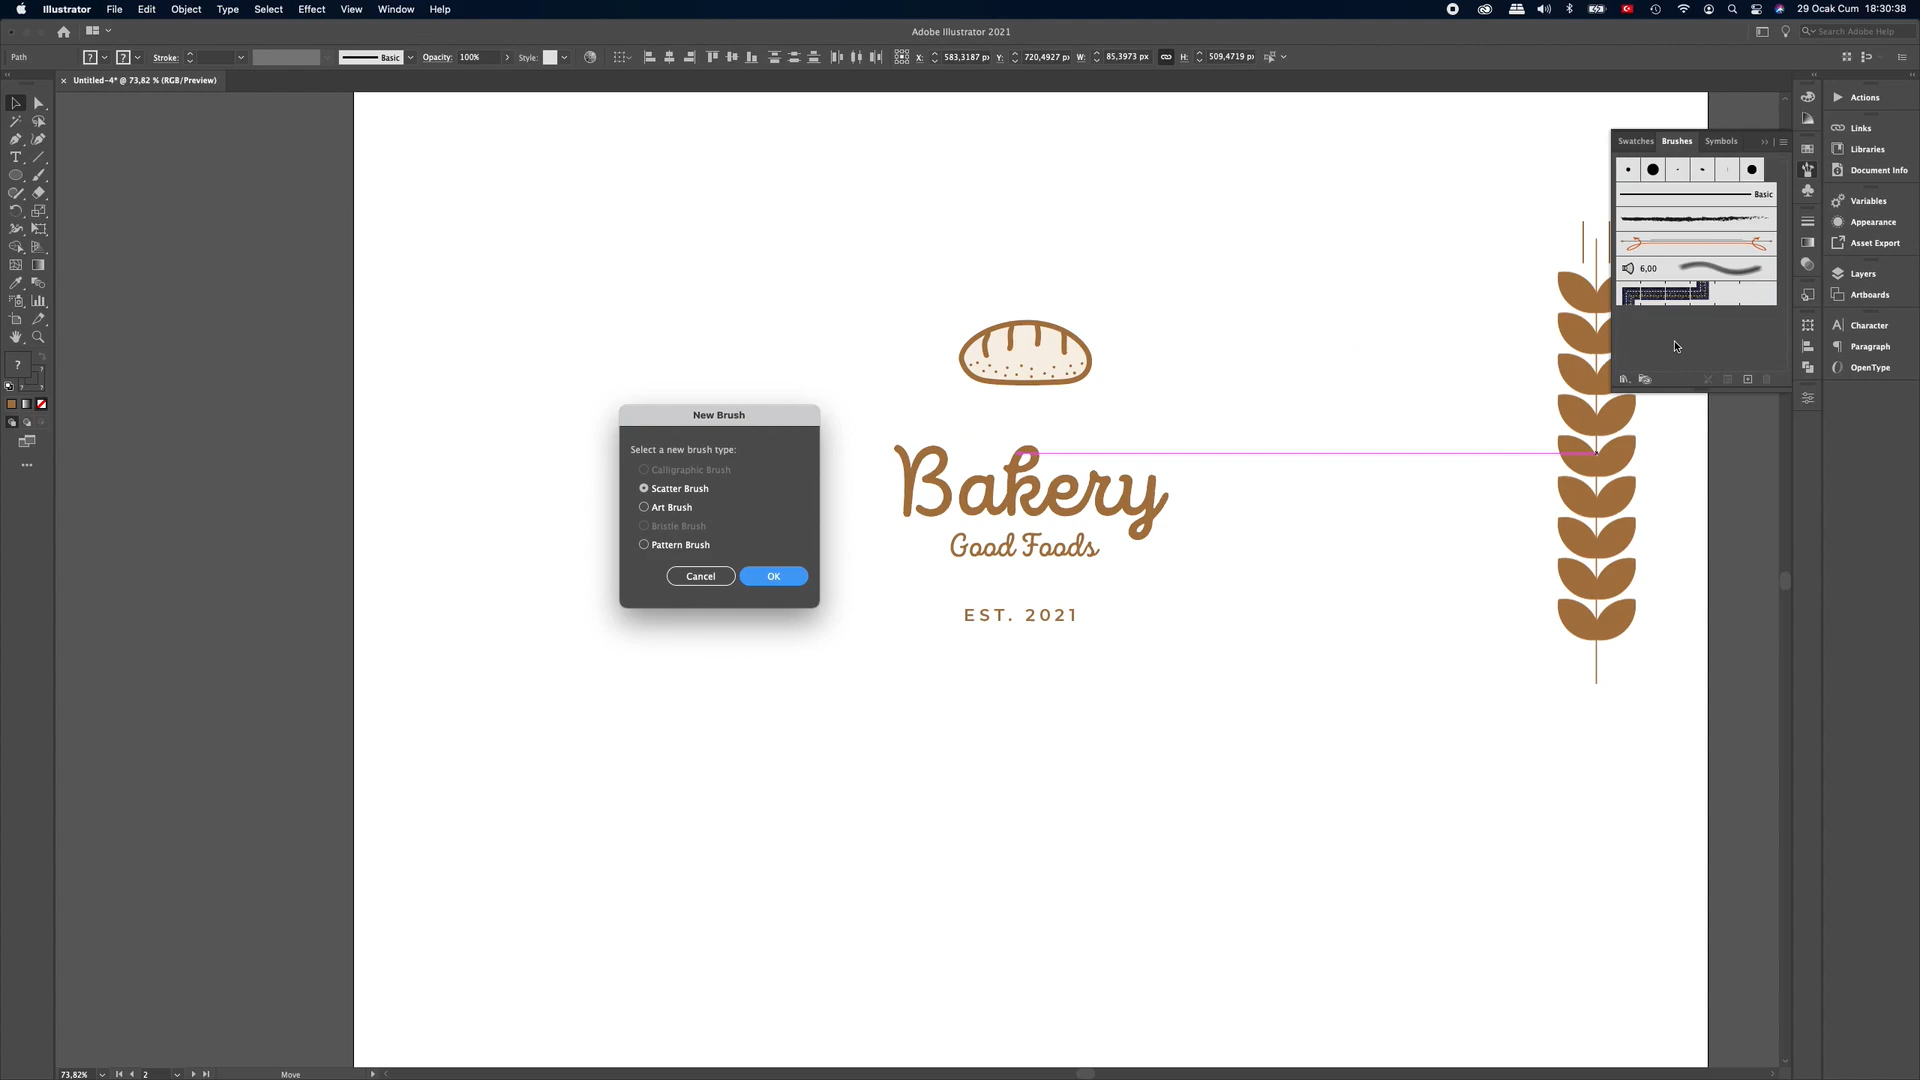 Illustrator File Edit Object Type Select Effect View Window Help
29 Ocak Cum 18:30:38
Adobe Illustrator 2021
Search Adobe Help
Path
Stroke:
Basic
Opacity: 100%
Style:
X: 583,3187 px
Y: 720,4927 px
W: 85,3973 px
H: 509,4719 px
× Untitled-4* @ 73,82 % (RGB/Preview)
Swatches Brushes Symbols
Basic
6,00
Actions
Links
Libraries
Document Info
Variables
Appearance
Asset Export
Layers
Artboards
Character
Paragraph
OpenType
New Brush
Select a new brush type:
Calligraphic Brush
Scatter Brush
Art Brush
Bristle Brush
Pattern Brush
Cancel OK
Bakery
Good Foods
EST. 2021
73,82% 2 Move